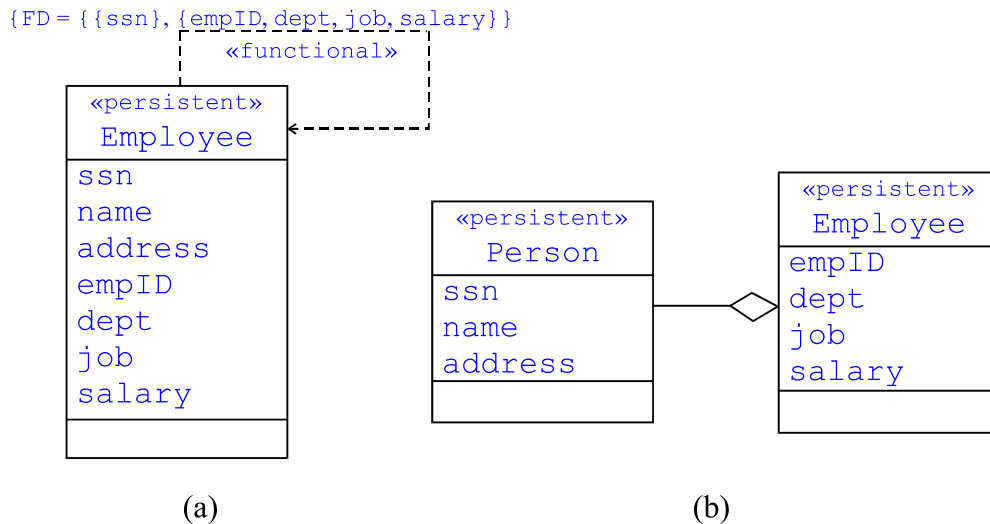 {FD = {{ssn}, {empID, dept, job, salary}}
«functional»
«persistent»
Employee
ssn
name
address
empID
dept
job
salary
(a)
«persistent»
Person
ssn
name
address
«persistent»
Employee
empID
dept
job
salary
(b)